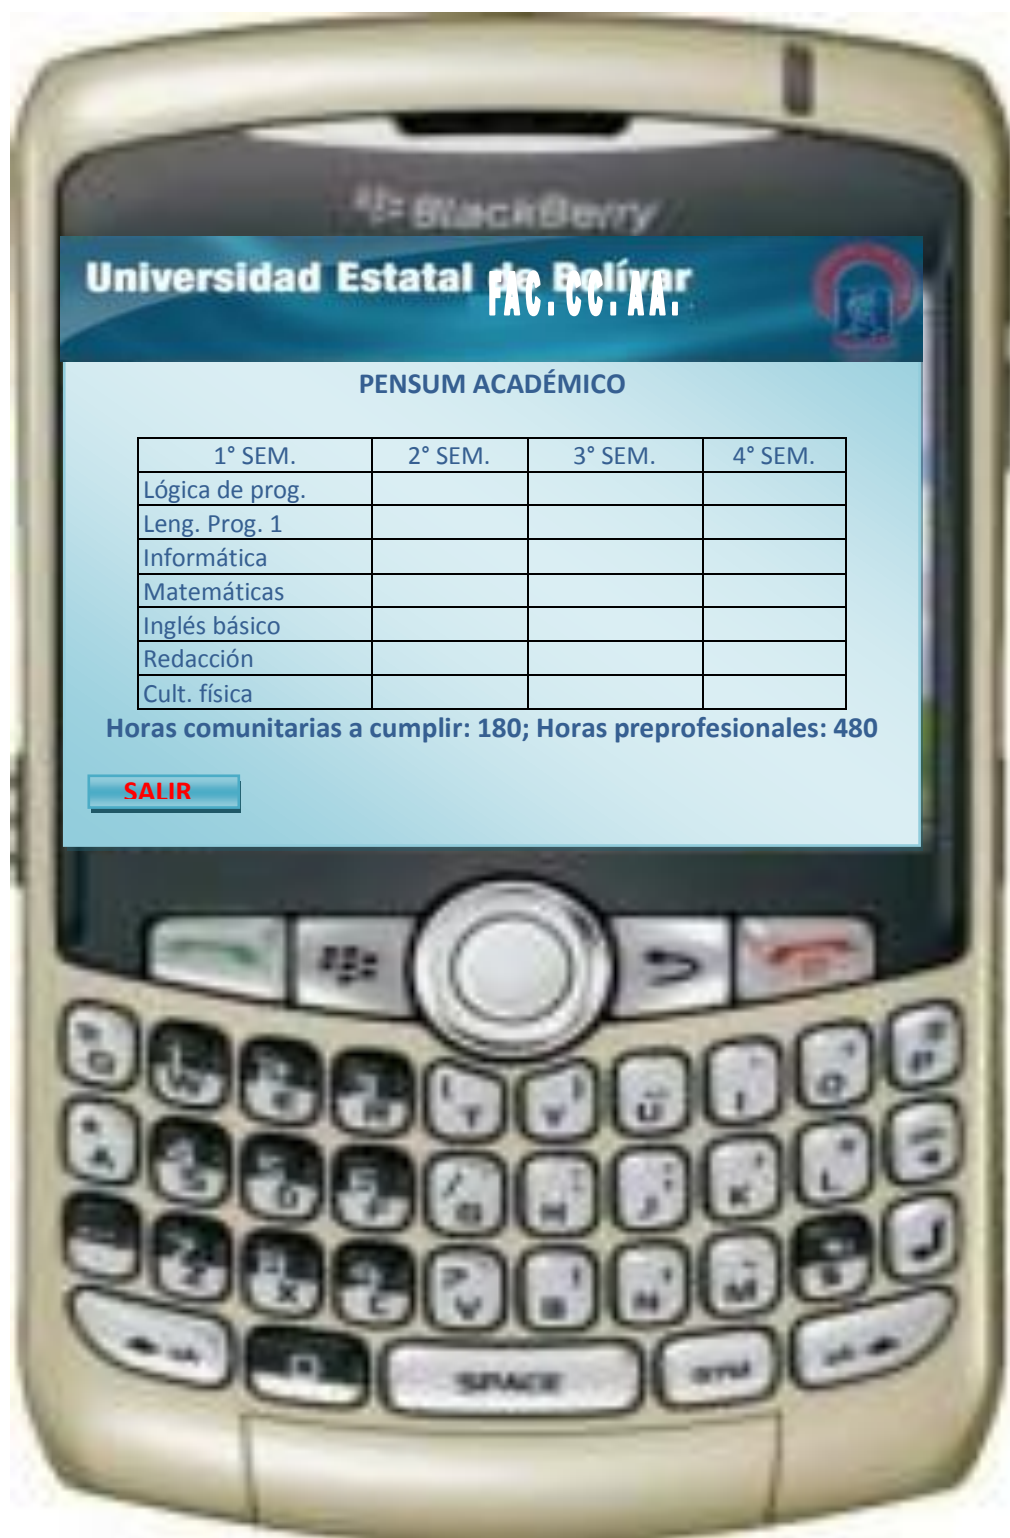 BlackBerry
Universidad Estatal de Bolívar
FAC. CC. AA.
PENSUM ACADÉMICO
1° SEM. 2° SEM. 3° SEM. 4° SEM.
Lógica de prog.
Leng. Prog. 1
Informática
Matemáticas
Inglés básico
Redacción
Cult. física
Horas comunitarias a cumplir: 180; Horas preprofesionales: 480
SALIR
Q W E R T Y U I O P
A S D F G H J K L
Z X C V B N M $
SPACE SYM